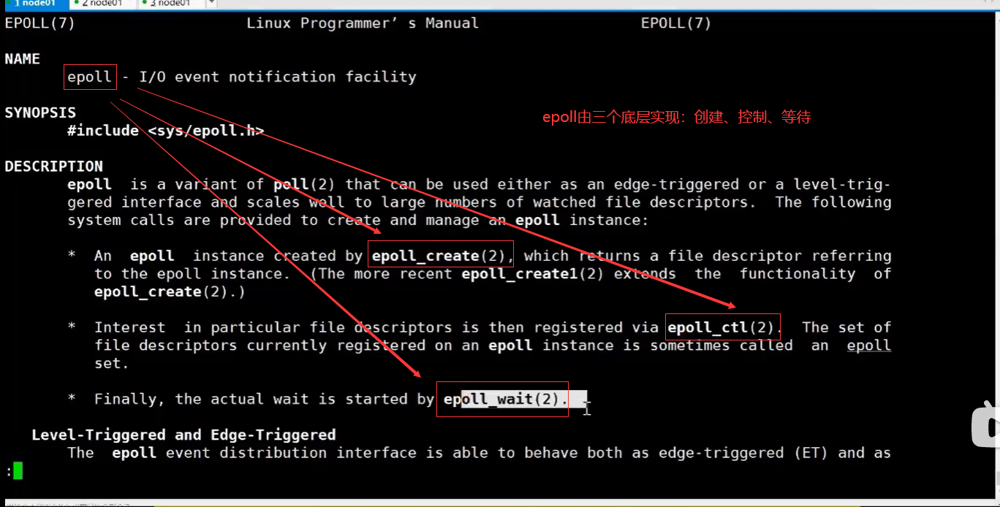 1 node01 2 node01 3 node01 +
EPOLL(7) Linux Programmer’ s Manual EPOLL(7)
NAME
epoll - I/O event notification facility
SYNOPSIS
#include <sys/epoll.h>
epoll由三个底层实现：创建、控制、等待
DESCRIPTION
epoll is a variant of poll(2) that can be used either as an edge-triggered or a level-trig-
gered interface and scales well to large numbers of watched file descriptors. The following
system calls are provided to create and manage an epoll instance:
* An epoll instance created by epoll_create(2), which returns a file descriptor referring
to the epoll instance. (The more recent epoll_create1(2) extends the functionality of
epoll_create(2).)
* Interest in particular file descriptors is then registered via epoll_ctl(2). The set of
file descriptors currently registered on an epoll instance is sometimes called an epoll
set.
* Finally, the actual wait is started by epoll_wait(2).
Level-Triggered and Edge-Triggered
The epoll event distribution interface is able to behave both as edge-triggered (ET) and as
: